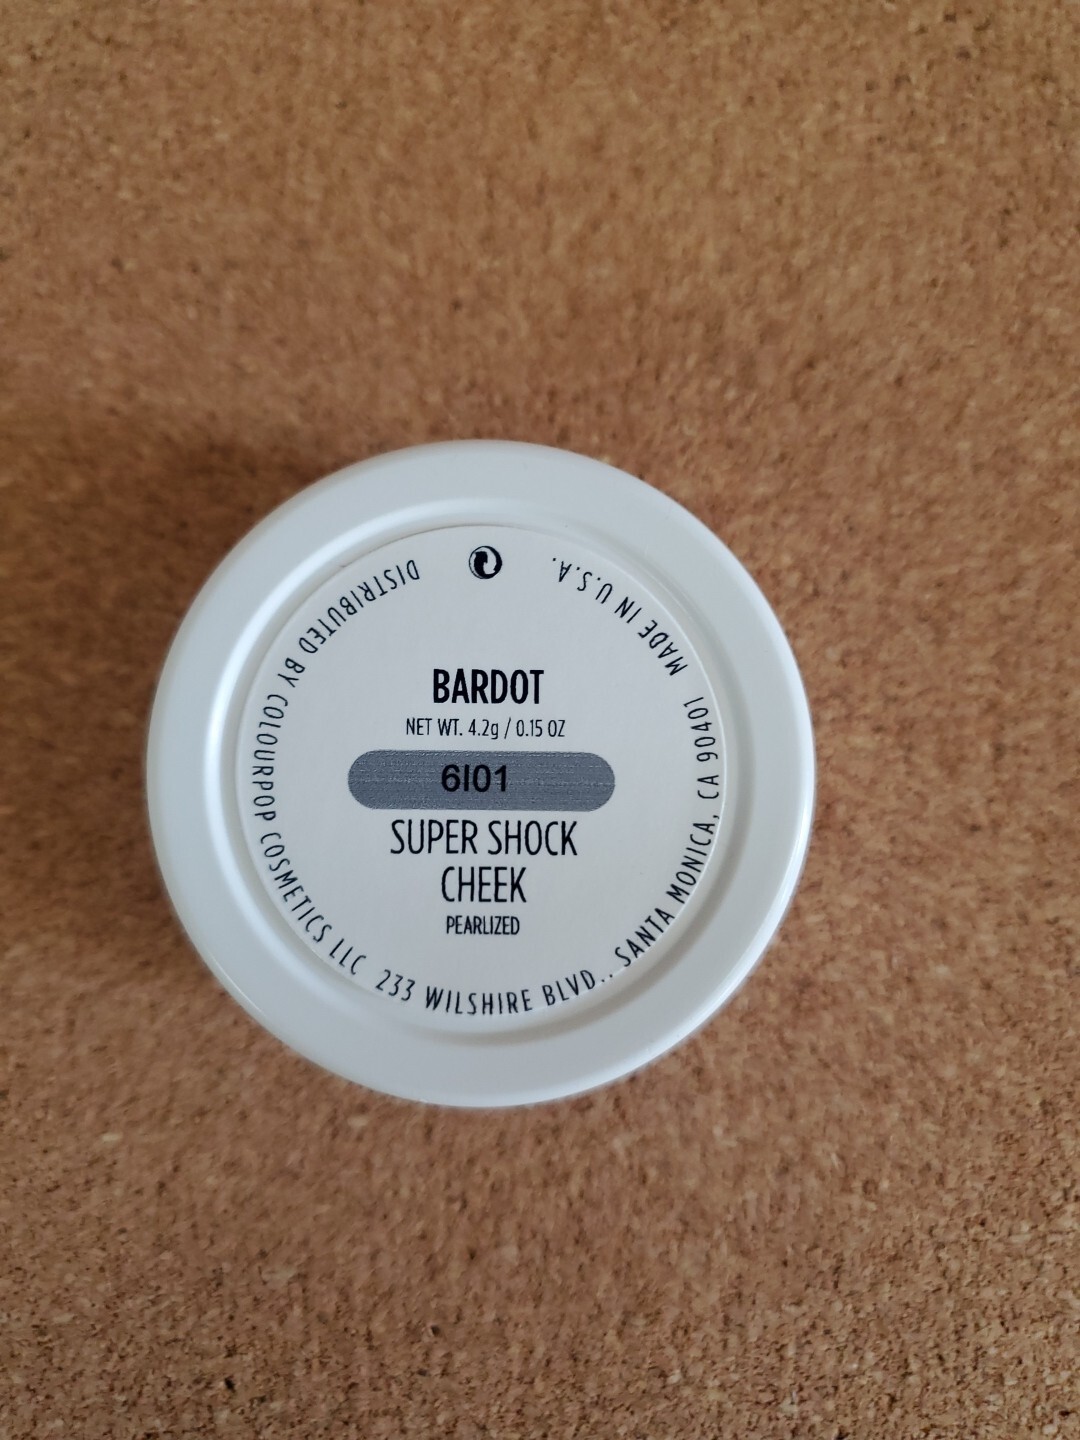 BARDOT
NET WT. 4.2g / 0.15 OZ
6I01
SUPER SHOCK
CHEEK
PEARLIZED
DISTRIBUTED BY COLOURPOP COSMETICS LLC 233 WILSHIRE BLVD., SANTA MONICA, CA 90401 MADE IN U.S.A.